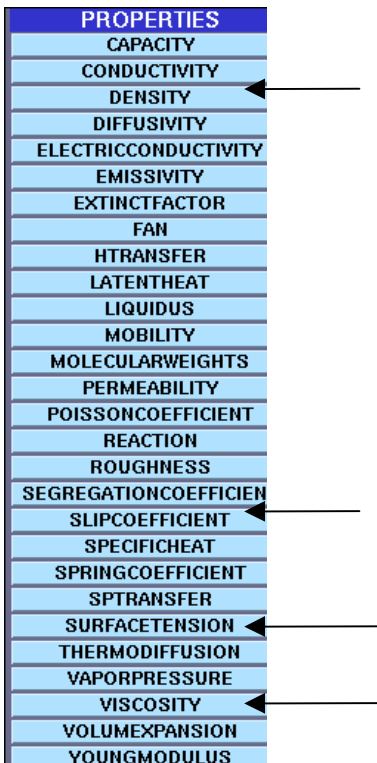 PROPERTIES
CAPACITY
CONDUCTIVITY
DENSITY
DIFFUSIVITY
ELECTRICCONDUCTIVITY
EMISSIVITY
EXTINCTFACTOR
FAN
HTRANSFER
LATENTHEAT
LIQUIDUS
MOBILITY
MOLECULARWEIGHTS
PERMEABILITY
POISSONCOEFFICIENT
REACTION
ROUGHNESS
SEGREGATIONCOEFFICIEN
SLIPCOEFFICIENT
SPECIFICHEAT
SPRINGCOEFFICIENT
SPTRANSFER
SURFACETENSION
THERMODIFFUSION
VAPORPRESSURE
VISCOSITY
VOLUMEXPANSION
YOUNGMODULUS